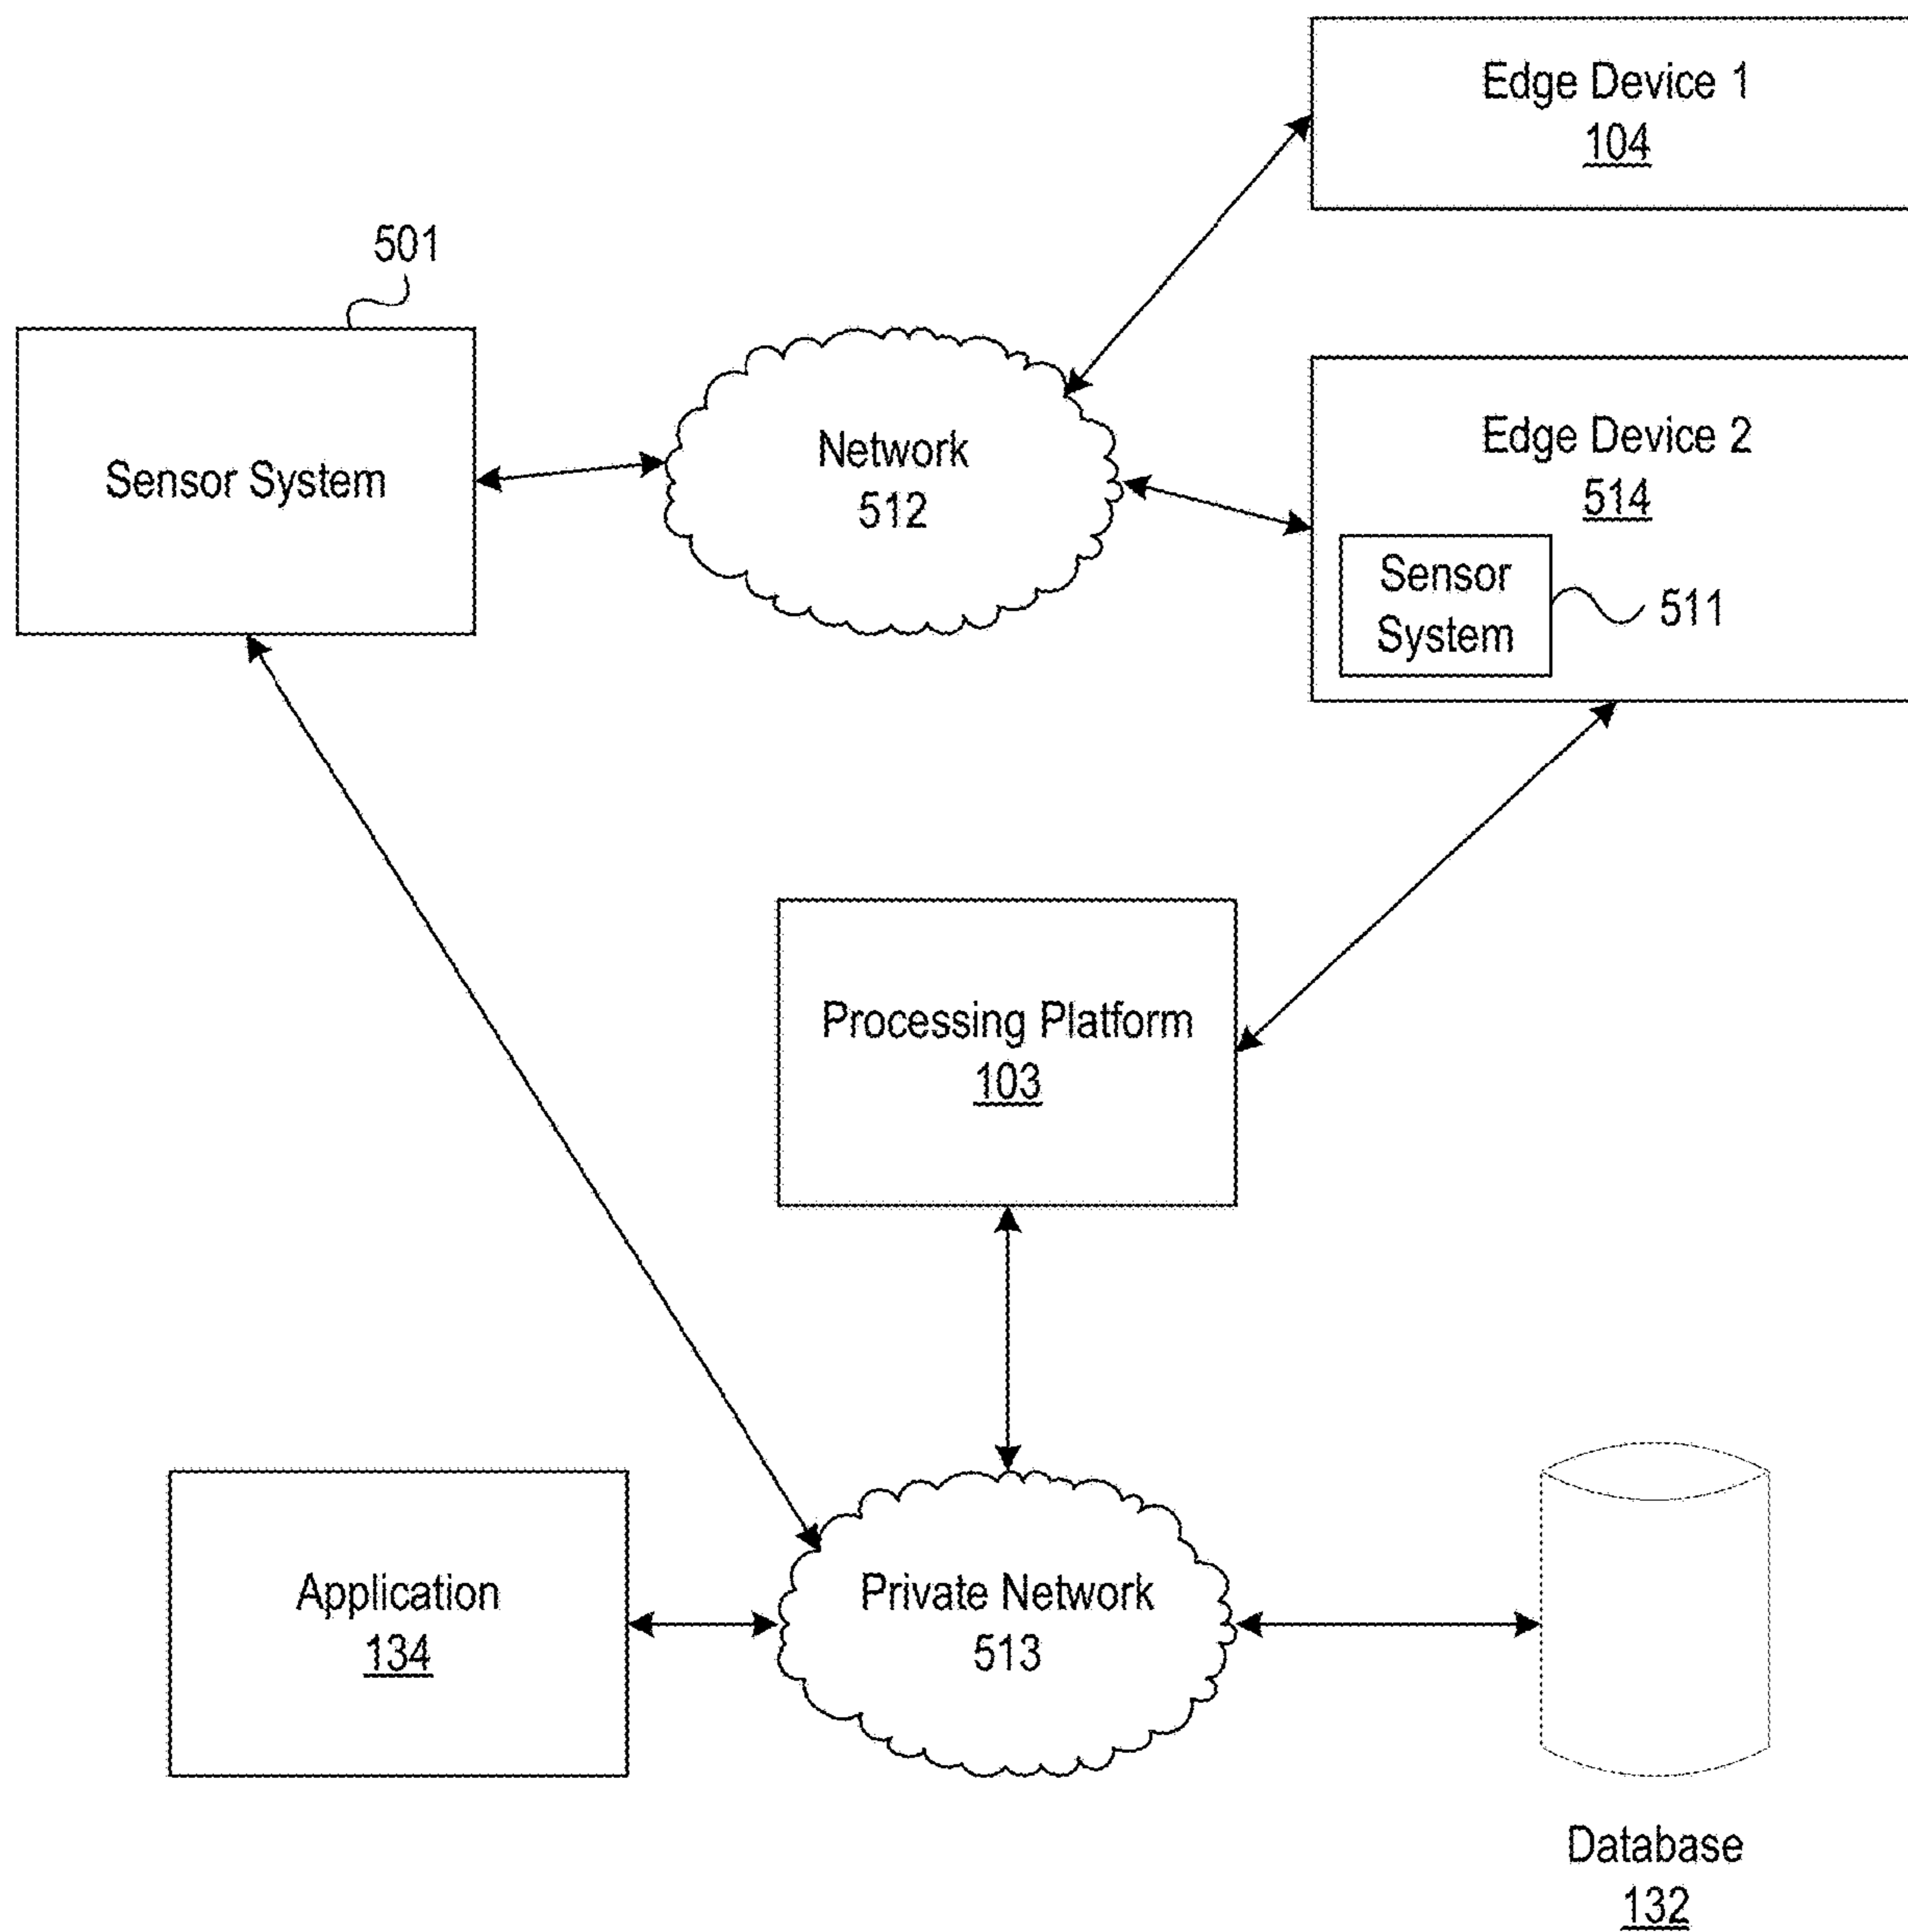 Edge Device 1
104
501
Sensor System
Network
512
Edge Device 2
514
Sensor
System
511
Processing Platform
103
Application
134
Private Network
513
Database
132